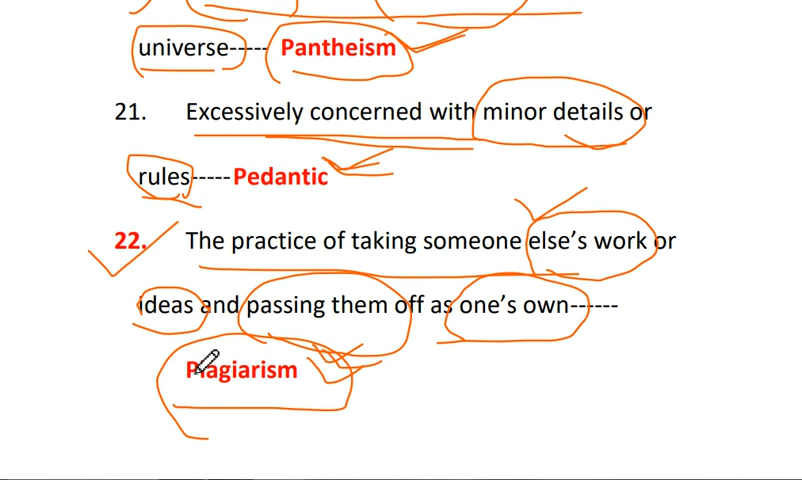 universe----- Pantheism
21. Excessively concerned with minor details or
rules----- Pedantic
22. The practice of taking someone else’s work or
ideas and passing them off as one’s own------
Plagiarism